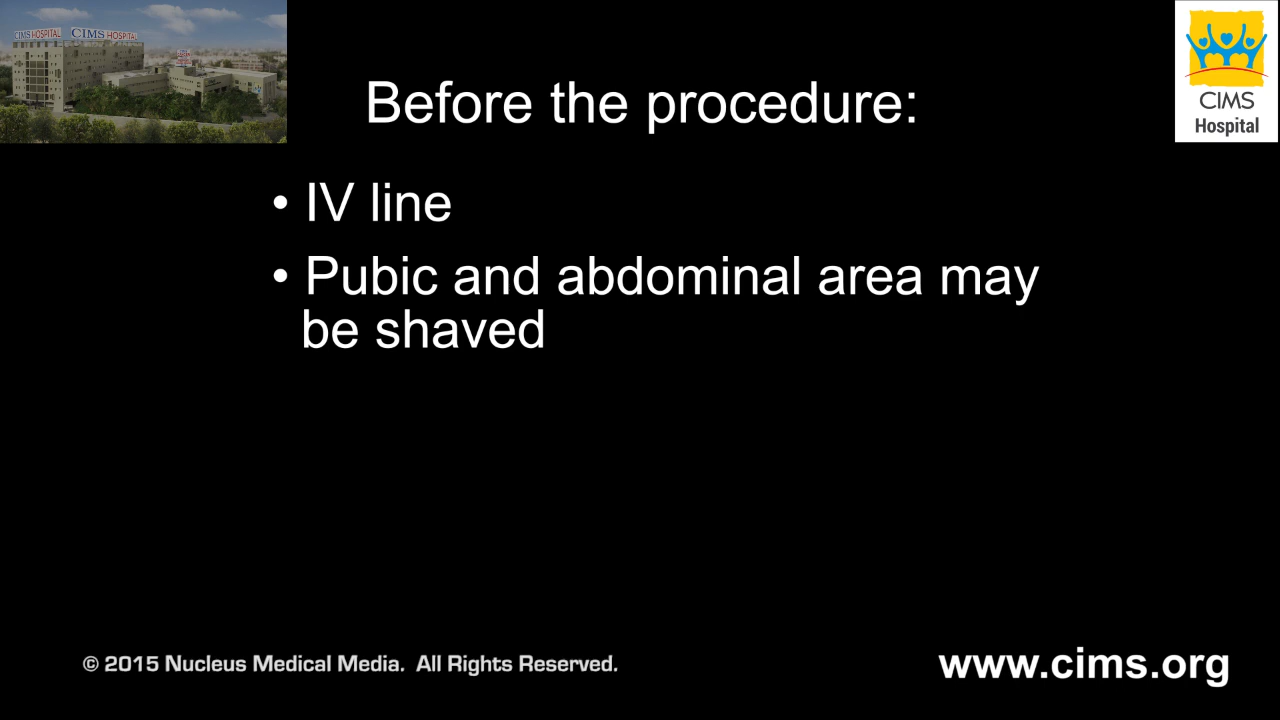 CIMS HOSPITAL CIMS HOSPITAL
Before the procedure:
CIMS
Hospital
• IV line
• Pubic and abdominal area may
be shaved
© 2015 Nucleus Medical Media. All Rights Reserved.
www.cims.org